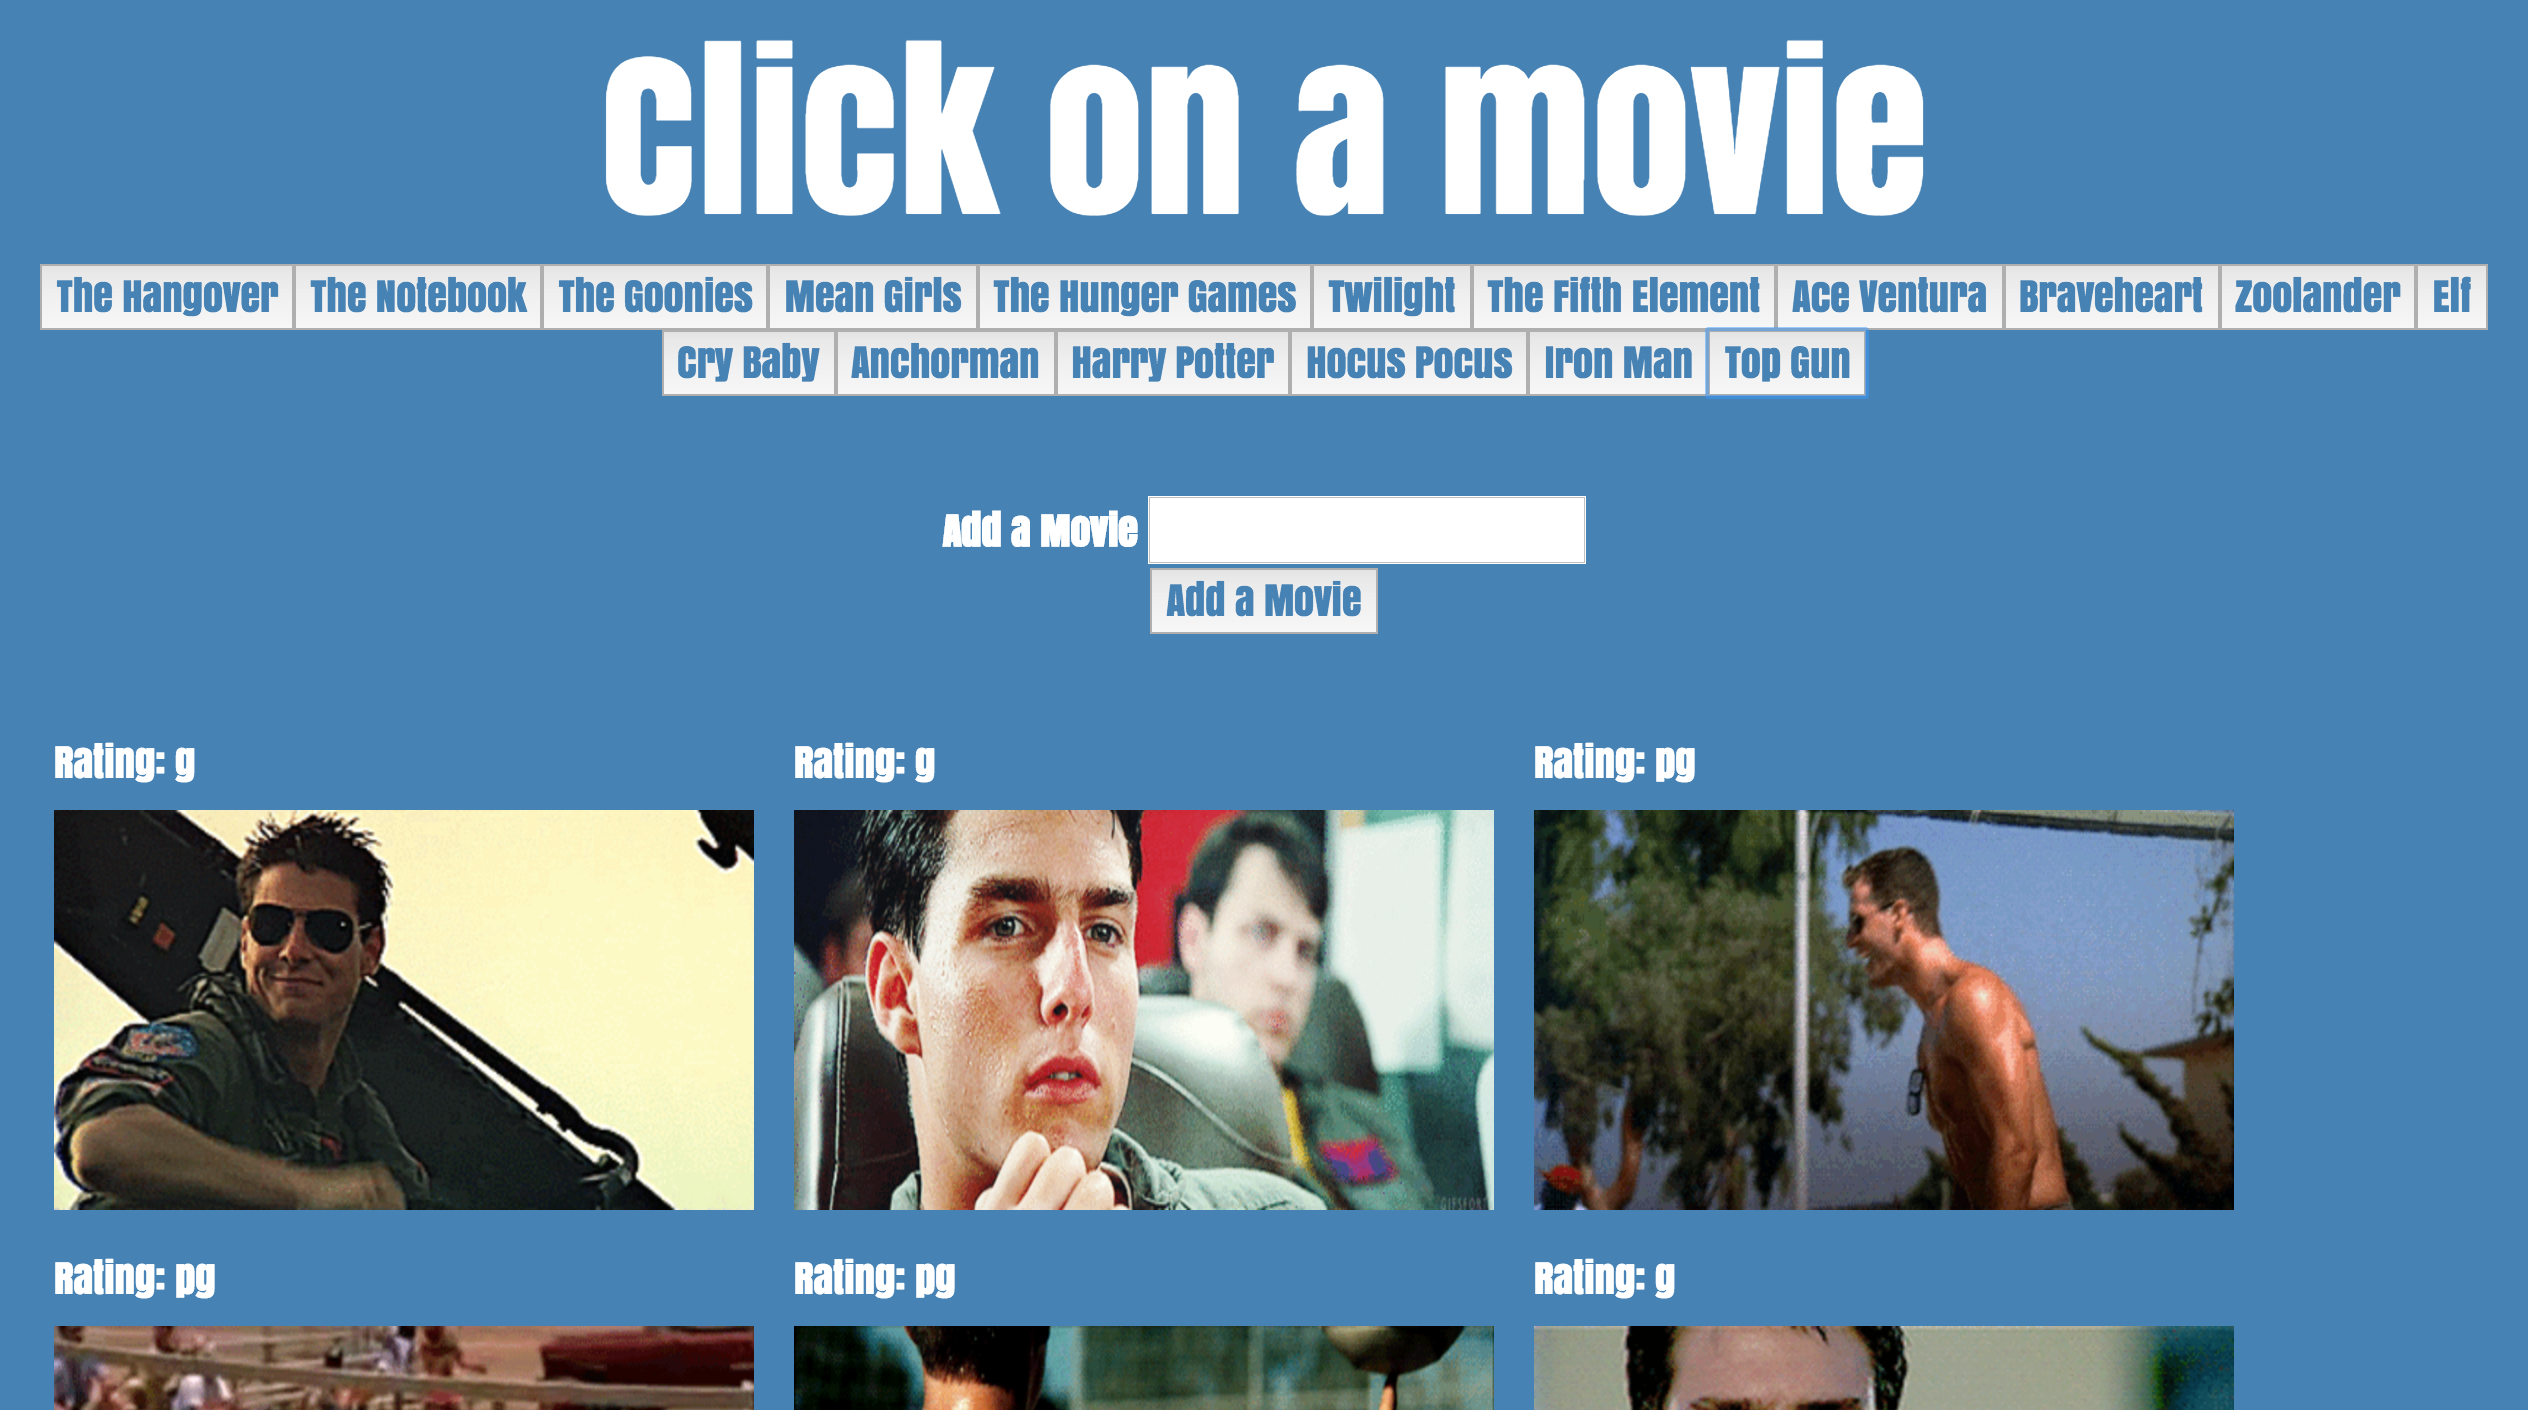 click on a movie
The Hangover The Notebook The Goonies Mean Girls The Hunger Games Twilight The Fifth Element Ace Ventura Braveheart Zoolander Elf
Cry Baby Anchorman Harry Potter Hocus Pocus Iron Man Top Gun
Add a Movie
Add a Movie
Rating: g Rating: g Rating: pg
Rating: pg Rating: pg Rating: g